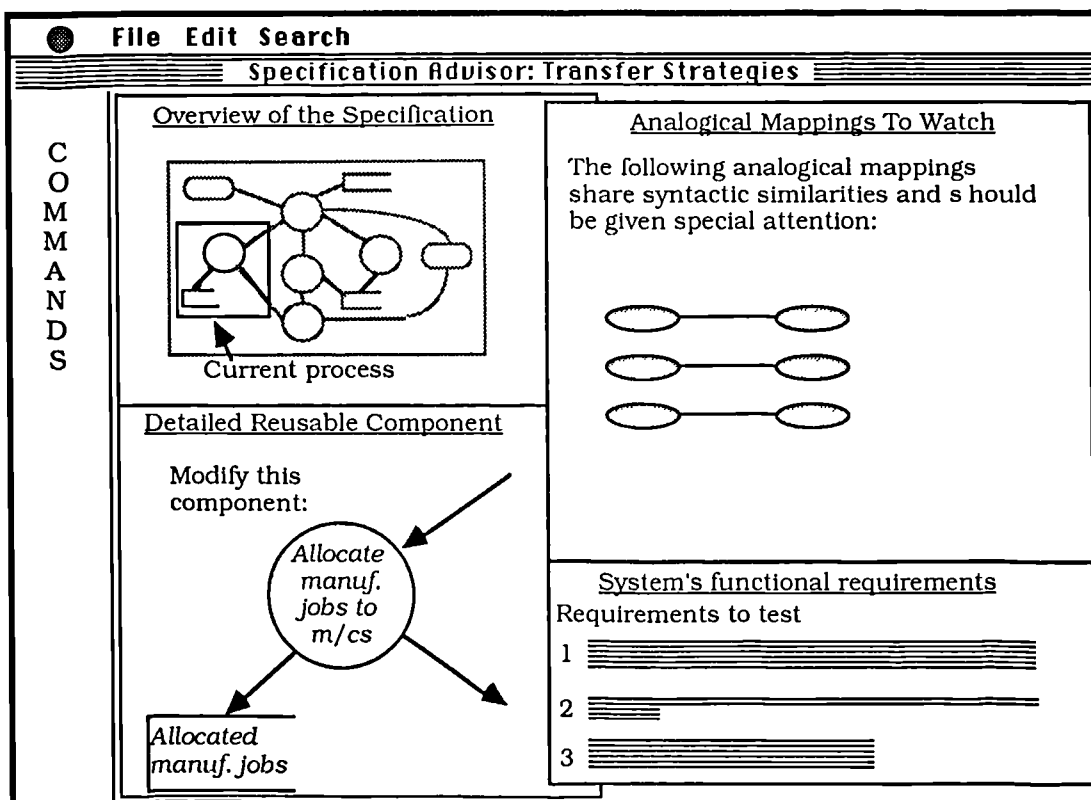 File Edit Search
Specification Advisor: Transfer Strategies
COMMANDS
Overview of the Specification
Current process
Detailed Reusable Component
Modify this
component:
Allocate
manuf.
jobs to
m/cs
Allocated
manuf. jobs
Analogical Mappings To Watch
The following analogical mappings
share syntactic similarities and s hould
be given special attention:
System's functional requirements
Requirements to test
1
2
3